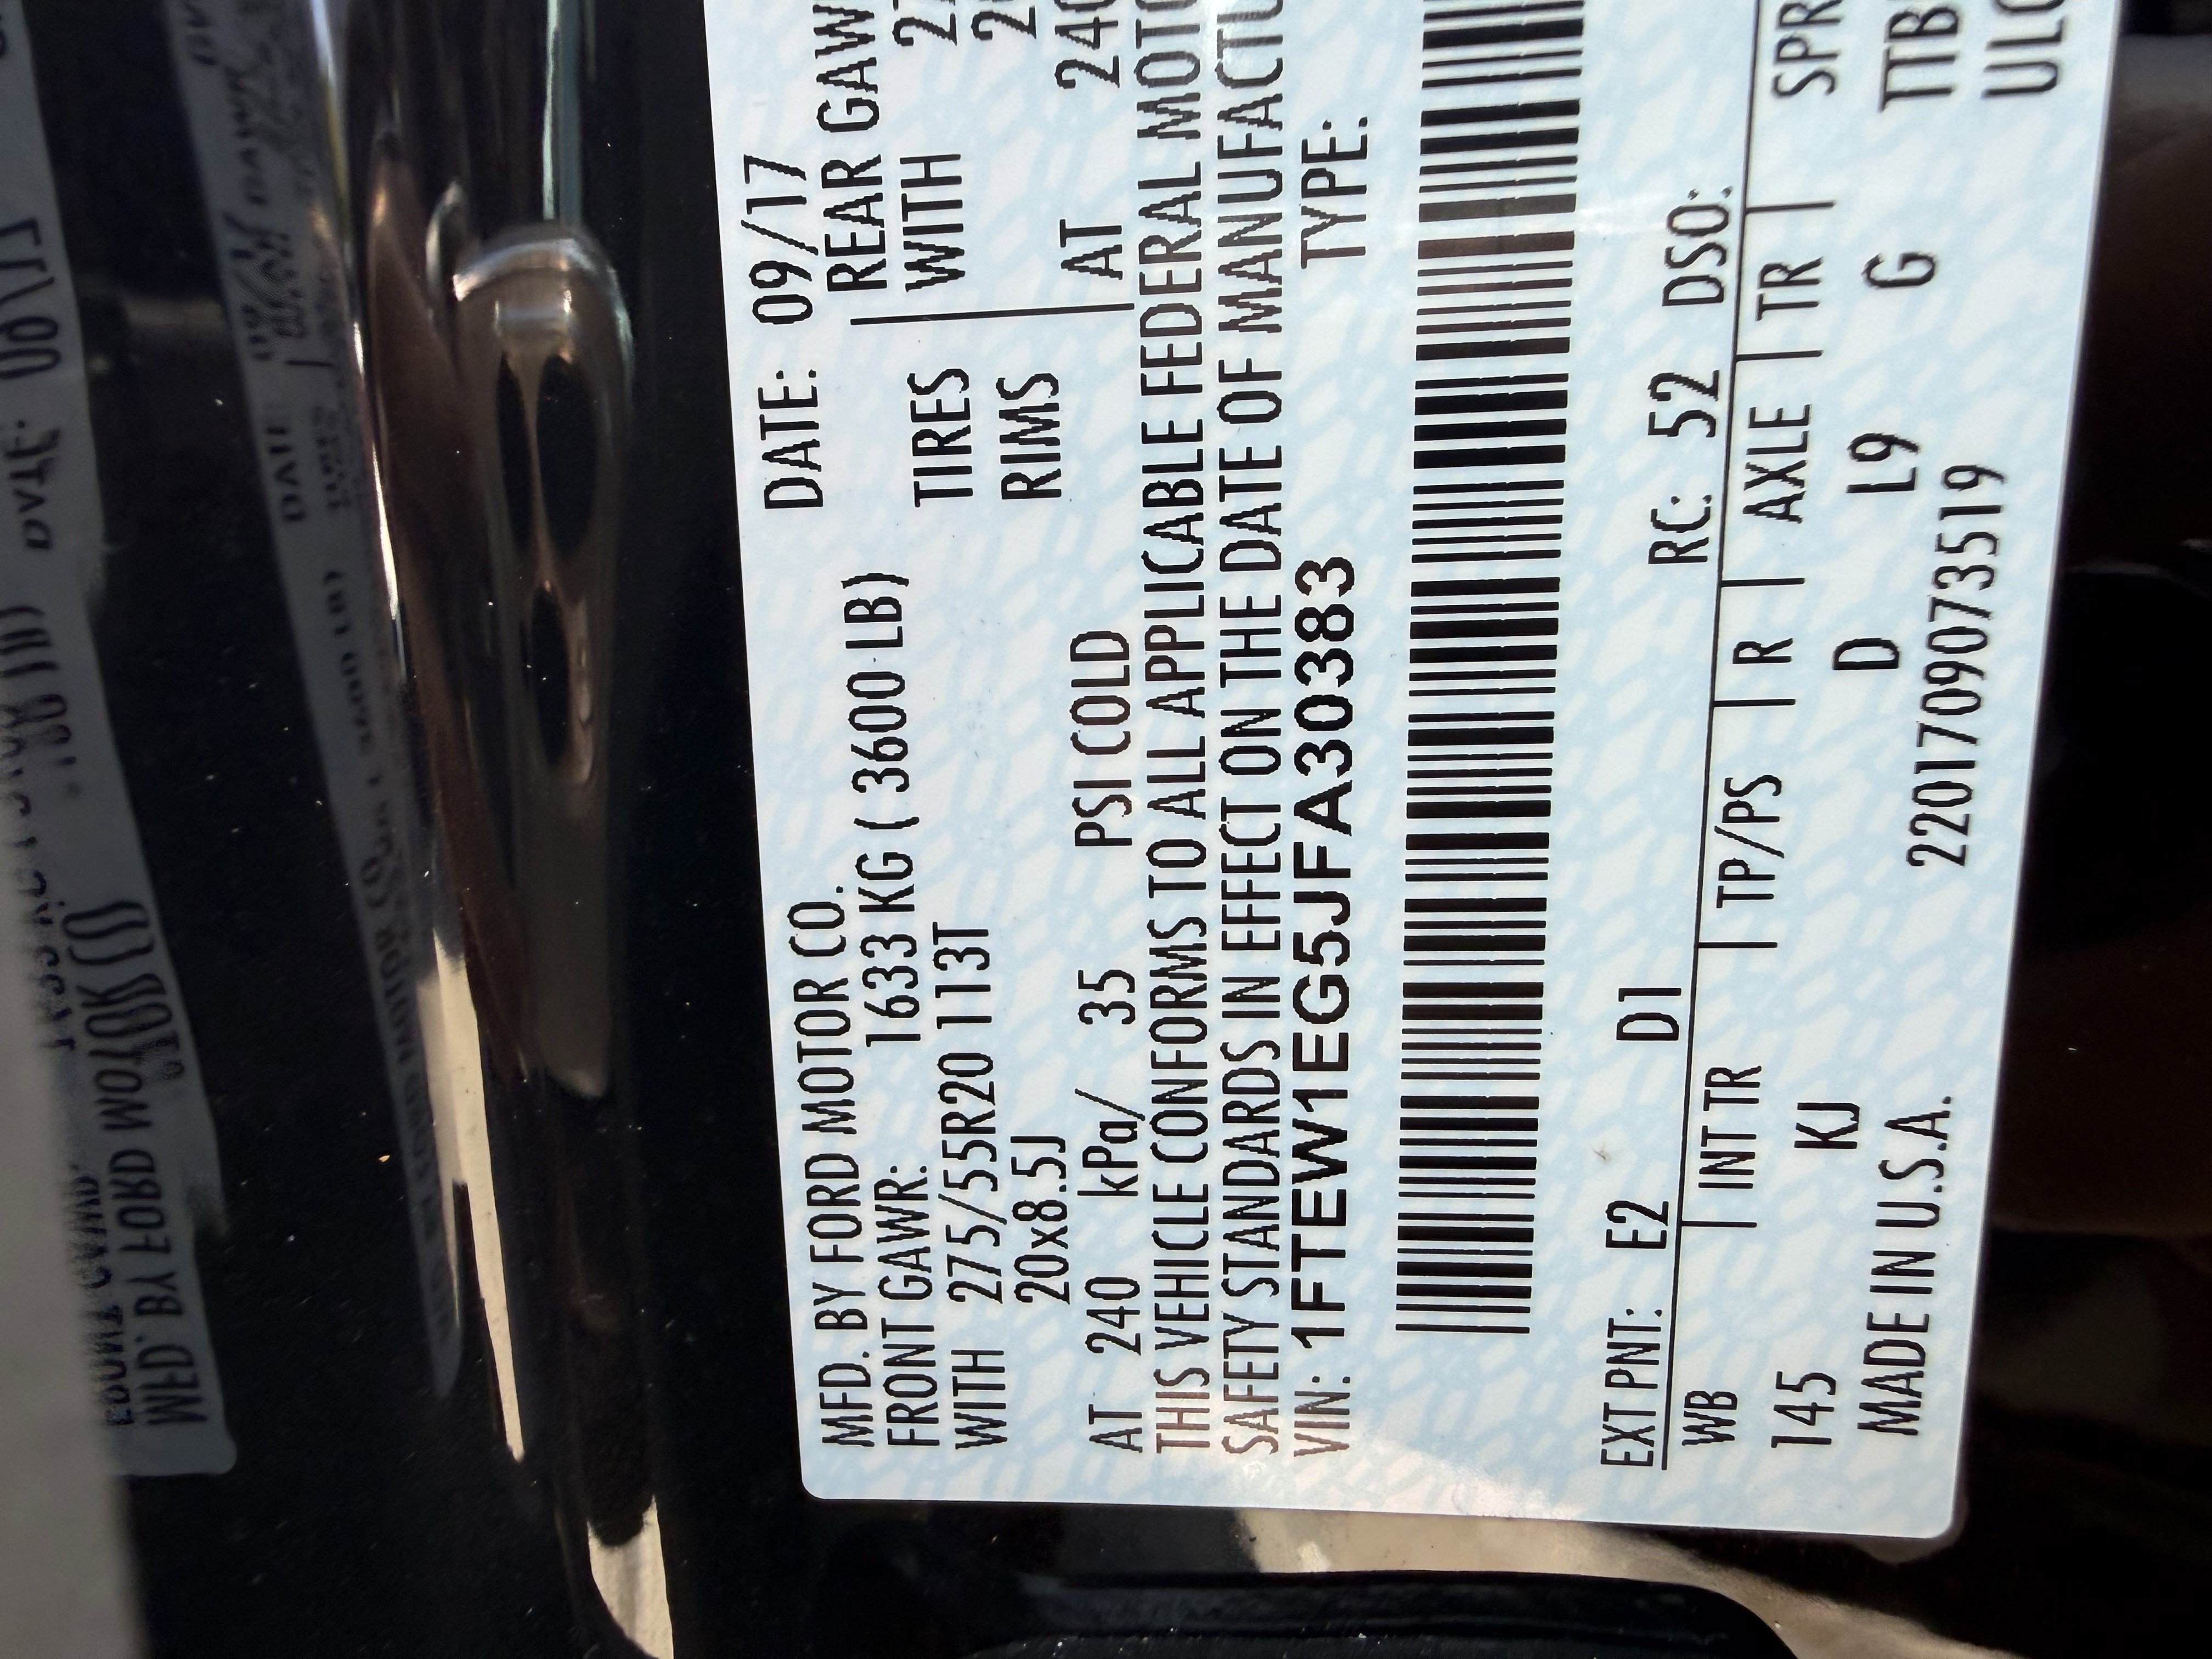 MFD. BY FORD MOTOR CO. DATE: 09/17
FRONT GAWR: 1633 KG ( 3600 LB) REAR GAW
WITH 275/55R20 113T TIRES WITH
20x8.5J RIMS
AT 240 kPa/ 35 PSI COLD AT 240
THIS VEHICLE CONFORMS TO ALL APPLICABLE FEDERAL MOTO
SAFETY STANDARDS IN EFFECT ON THE DATE OF MANUFACTU
VIN: 1FTEW1EG5JFA30383 TYPE:
EXT PNT: E2 D1 RC: 52 DSO:
WB INT TR TP/PS R AXLE TR SPR
145 KJ D L9 G TTB
MADE IN U.S.A. 2201709073519 ULC